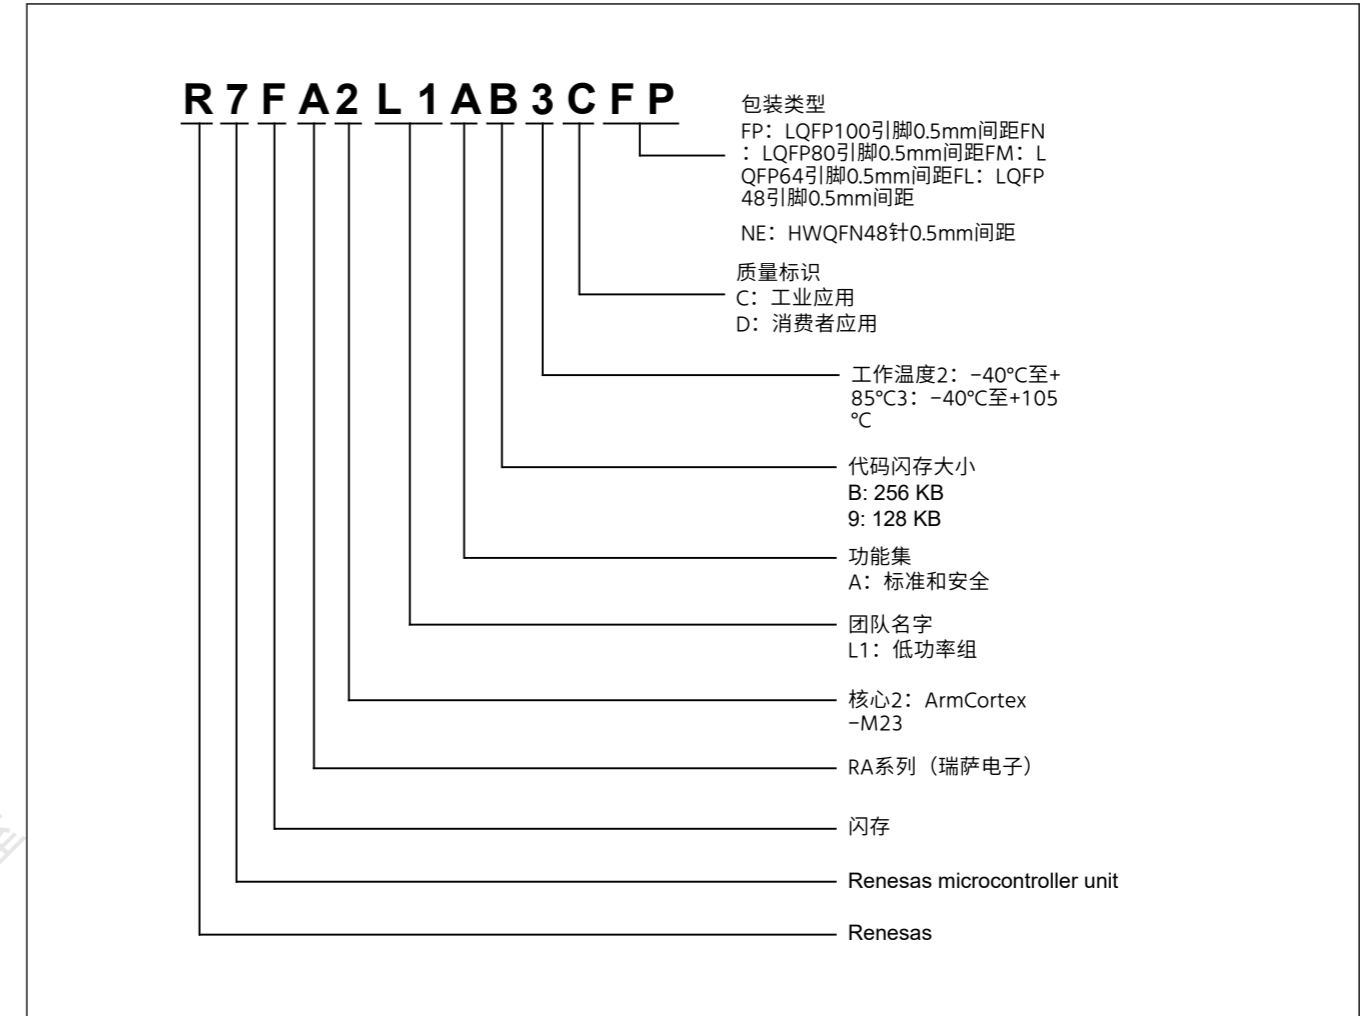 R 7 F A 2 L 1 A B 3 C F P
包装类型
FP：LQFP100引脚0.5mm间距FN
：LQFP80引脚0.5mm间距FM：L
QFP64引脚0.5mm间距FL：LQFP
48引脚0.5mm间距
NE：HWQFN48针0.5mm间距
质量标识
C：工业应用
D：消费者应用
工作温度2：−40°C至+
85°C3：−40°C至+105
°C
代码闪存大小
B: 256 KB
9: 128 KB
功能集
A：标准和安全
团队名字
L1：低功率组
核心2：ArmCortex
−M23
RA系列（瑞萨电子）
闪存
Renesas microcontroller unit
Renesas